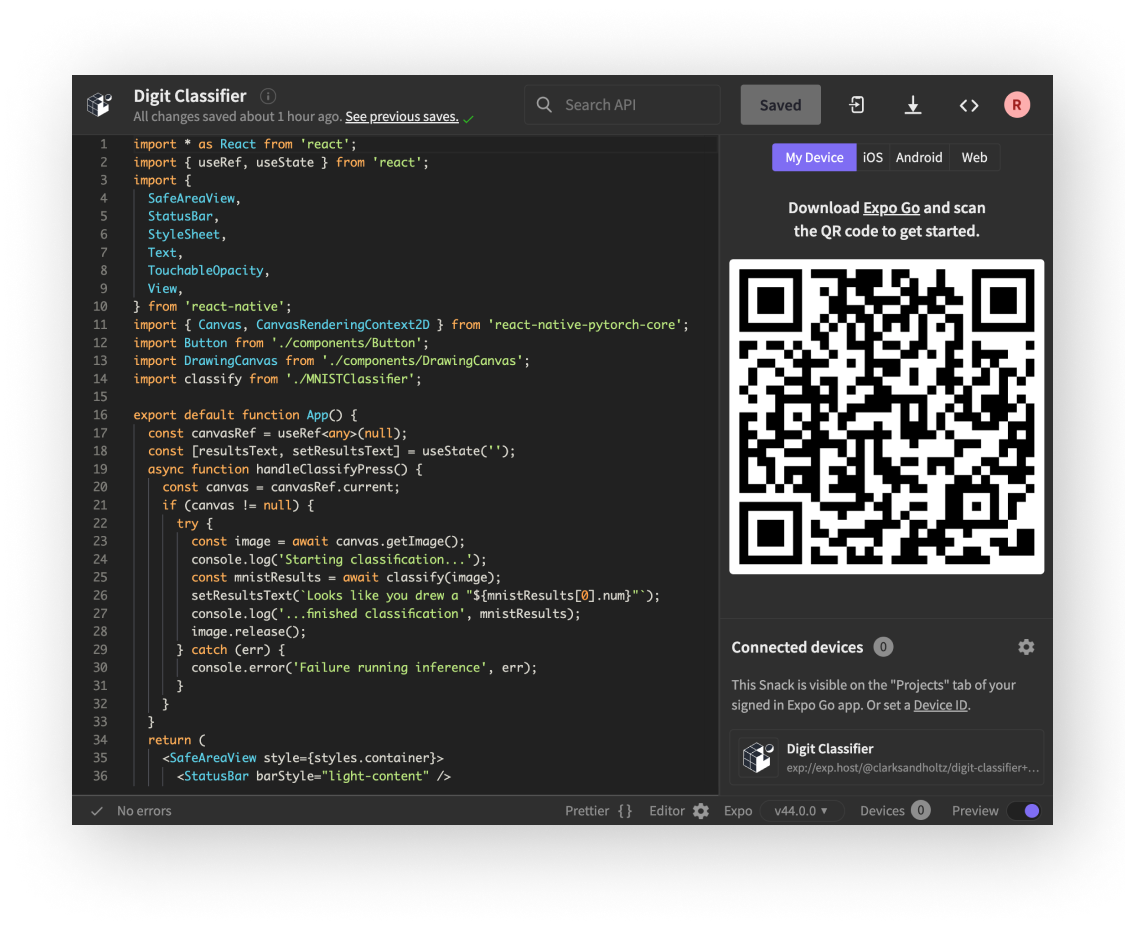 Digit Classifier
All changes saved about 1 hour ago. See previous saves.
Search API
Saved
R
1 import * as React from 'react';
2 import { useRef, useState } from 'react';
3 import {
4 SafeAreaView,
5 StatusBar,
6 StyleSheet,
7 Text,
8 TouchableOpacity,
9 View,
10 } from 'react-native';
11 import { Canvas, CanvasRenderingContext2D } from 'react-native-pytorch-core';
12 import Button from './components/Button';
13 import DrawingCanvas from './components/DrawingCanvas';
14 import classify from './MNISTClassifier';
15
16 export default function App() {
17 const canvasRef = useRef<any>(null);
18 const [resultsText, setResultsText] = useState('');
19 async function handleClassifyPress() {
20 const canvas = canvasRef.current;
21 if (canvas != null) {
22 try {
23 const image = await canvas.getImage();
24 console.log('Starting classification...');
25 const mnistResults = await classify(image);
26 setResultsText(`Looks like you drew a "${mnistResults[0].num}"`);
27 console.log('...finished classification', mnistResults);
28 image.release();
29 } catch (err) {
30 console.error('Failure running inference', err);
31 }
32 }
33 }
34 return (
35 <SafeAreaView style={styles.container}>
36 <StatusBar barStyle="light-content" />
My Device iOS Android Web
Download Expo Go and scan
the QR code to get started.
Connected devices 0
This Snack is visible on the "Projects" tab of your
signed in Expo Go app. Or set a Device ID.
Digit Classifier
exp://exp.host/@clarksandholtz/digit-classifier+...
No errors
Prettier {} Editor Expo v44.0.0 Devices 0 Preview